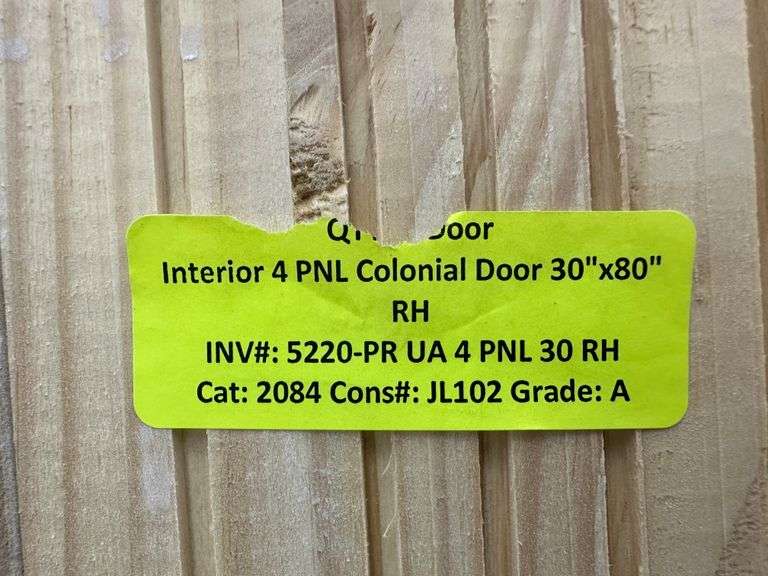 Door
Interior 4 PNL Colonial Door 30"x80"
RH
INV#: 5220-PR UA 4 PNL 30 RH
Cat: 2084 Cons#: JL102 Grade: A